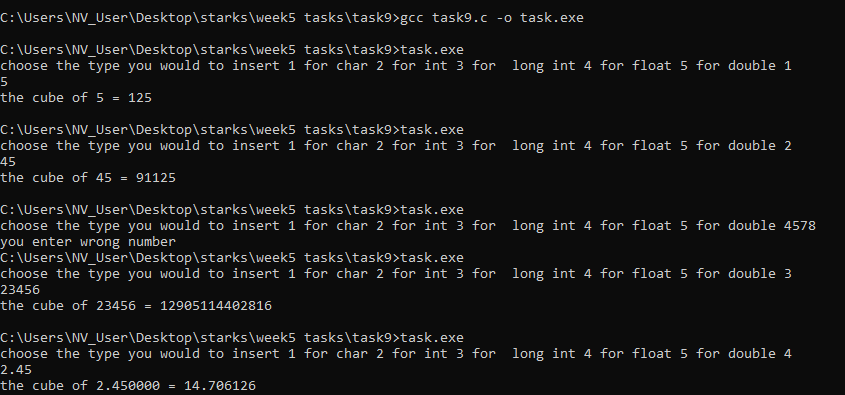 C:\Users\NV_User\Desktop\starks\week5 tasks\task9>gcc task9.c -o task.exe
C:\Users\NV_User\Desktop\starks\week5 tasks\task9>task.exe
choose the type you would to insert 1 for char 2 for int 3 for  long int 4 for float 5 for double 1
5
the cube of 5 = 125
C:\Users\NV_User\Desktop\starks\week5 tasks\task9>task.exe
choose the type you would to insert 1 for char 2 for int 3 for  long int 4 for float 5 for double 2
45
the cube of 45 = 91125
C:\Users\NV_User\Desktop\starks\week5 tasks\task9>task.exe
choose the type you would to insert 1 for char 2 for int 3 for  long int 4 for float 5 for double 4578
you enter wrong number
C:\Users\NV_User\Desktop\starks\week5 tasks\task9>task.exe
choose the type you would to insert 1 for char 2 for int 3 for  long int 4 for float 5 for double 3
23456
the cube of 23456 = 12905114402816
C:\Users\NV_User\Desktop\starks\week5 tasks\task9>task.exe
choose the type you would to insert 1 for char 2 for int 3 for  long int 4 for float 5 for double 4
2.45
the cube of 2.450000 = 14.706126